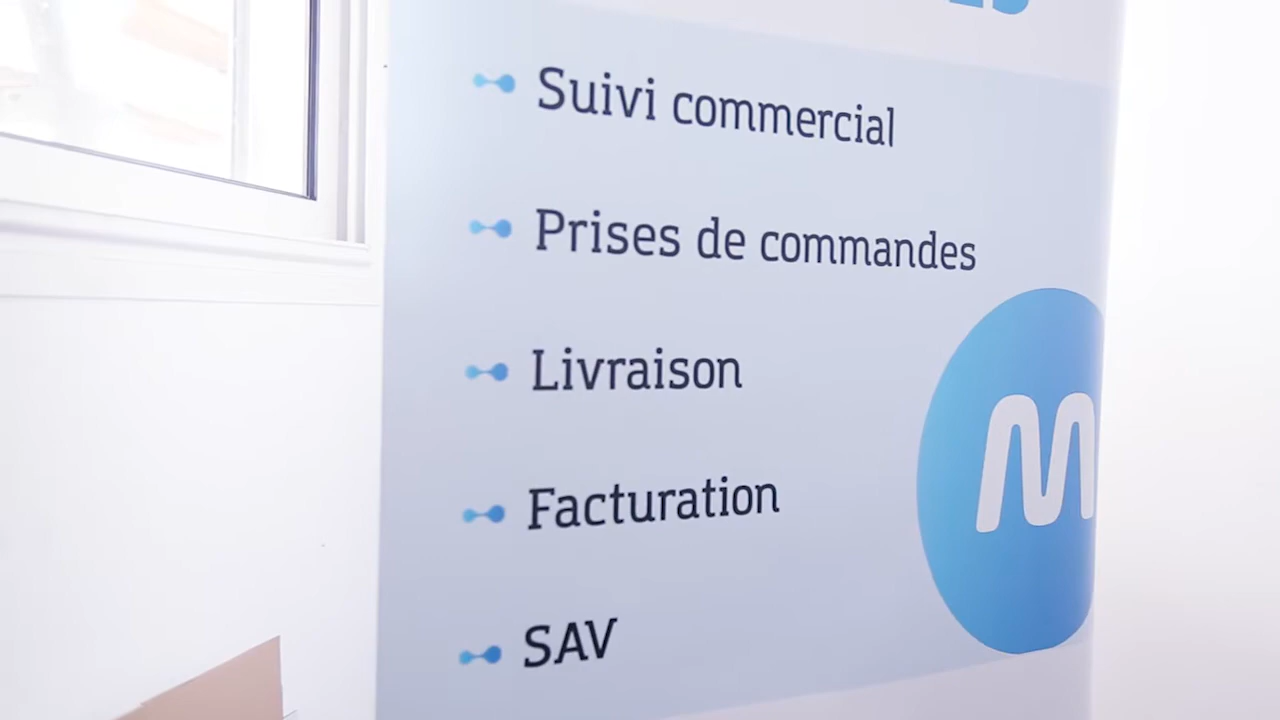 Suivi commercial
Prises de commandes
Livraison
M
Facturation
SAV